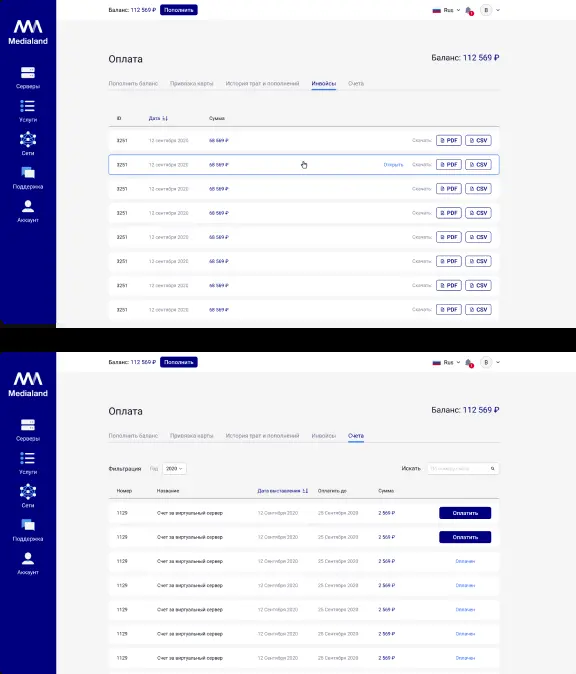 Medialand
Серверы
Услуги
Сети
Поддержка
Аккаунт
Баланс: 112 569 ₽ Пополнить
Rus
B
Оплата
Баланс: 112 569 ₽
Пополнить баланс Привязка карты История трат и пополнений Инвойсы Счета
ID Дата Сумма
3251 12 сентября 2020 68 569 ₽ Скачать: PDF CSV
3251 12 сентября 2020 68 569 ₽ Открыть Скачать: PDF CSV
3251 12 сентября 2020 68 569 ₽ Скачать: PDF CSV
3251 12 сентября 2020 68 569 ₽ Скачать: PDF CSV
3251 12 сентября 2020 68 569 ₽ Скачать: PDF CSV
3251 12 сентября 2020 68 569 ₽ Скачать: PDF CSV
3251 12 сентября 2020 68 569 ₽ Скачать: PDF CSV
3251 12 сентября 2020 68 569 ₽ Скачать: PDF CSV
Medialand
Серверы
Услуги
Сети
Поддержка
Аккаунт
Баланс: 112 569 ₽ Пополнить
Rus
B
Оплата
Баланс: 112 569 ₽
Пополнить баланс Привязка карты История трат и пополнений Инвойсы Счета
Фильтрация Год 2020 Искать
Номер Название Дата выставления Оплатить до Сумма
1129 Счет за виртуальный сервер 12 Сентября 2020 25 Сентября 2020 2 569 ₽ Оплатить
1129 Счет за виртуальный сервер 12 Сентября 2020 25 Сентября 2020 2 569 ₽ Оплатить
1129 Счет за виртуальный сервер 12 Сентября 2020 25 Сентября 2020 2 569 ₽ Оплачен
1129 Счет за виртуальный сервер 12 Сентября 2020 25 Сентября 2020 2 569 ₽ Оплачен
1129 Счет за виртуальный сервер 12 Сентября 2020 25 Сентября 2020 2 569 ₽ Оплачен
1129 Счет за виртуальный сервер 12 Сентября 2020 25 Сентября 2020 2 569 ₽ Оплачен
1129 Счет за виртуальный сервер 12 Сентября 2020 25 Сентября 2020 2 569 ₽ Оплачен